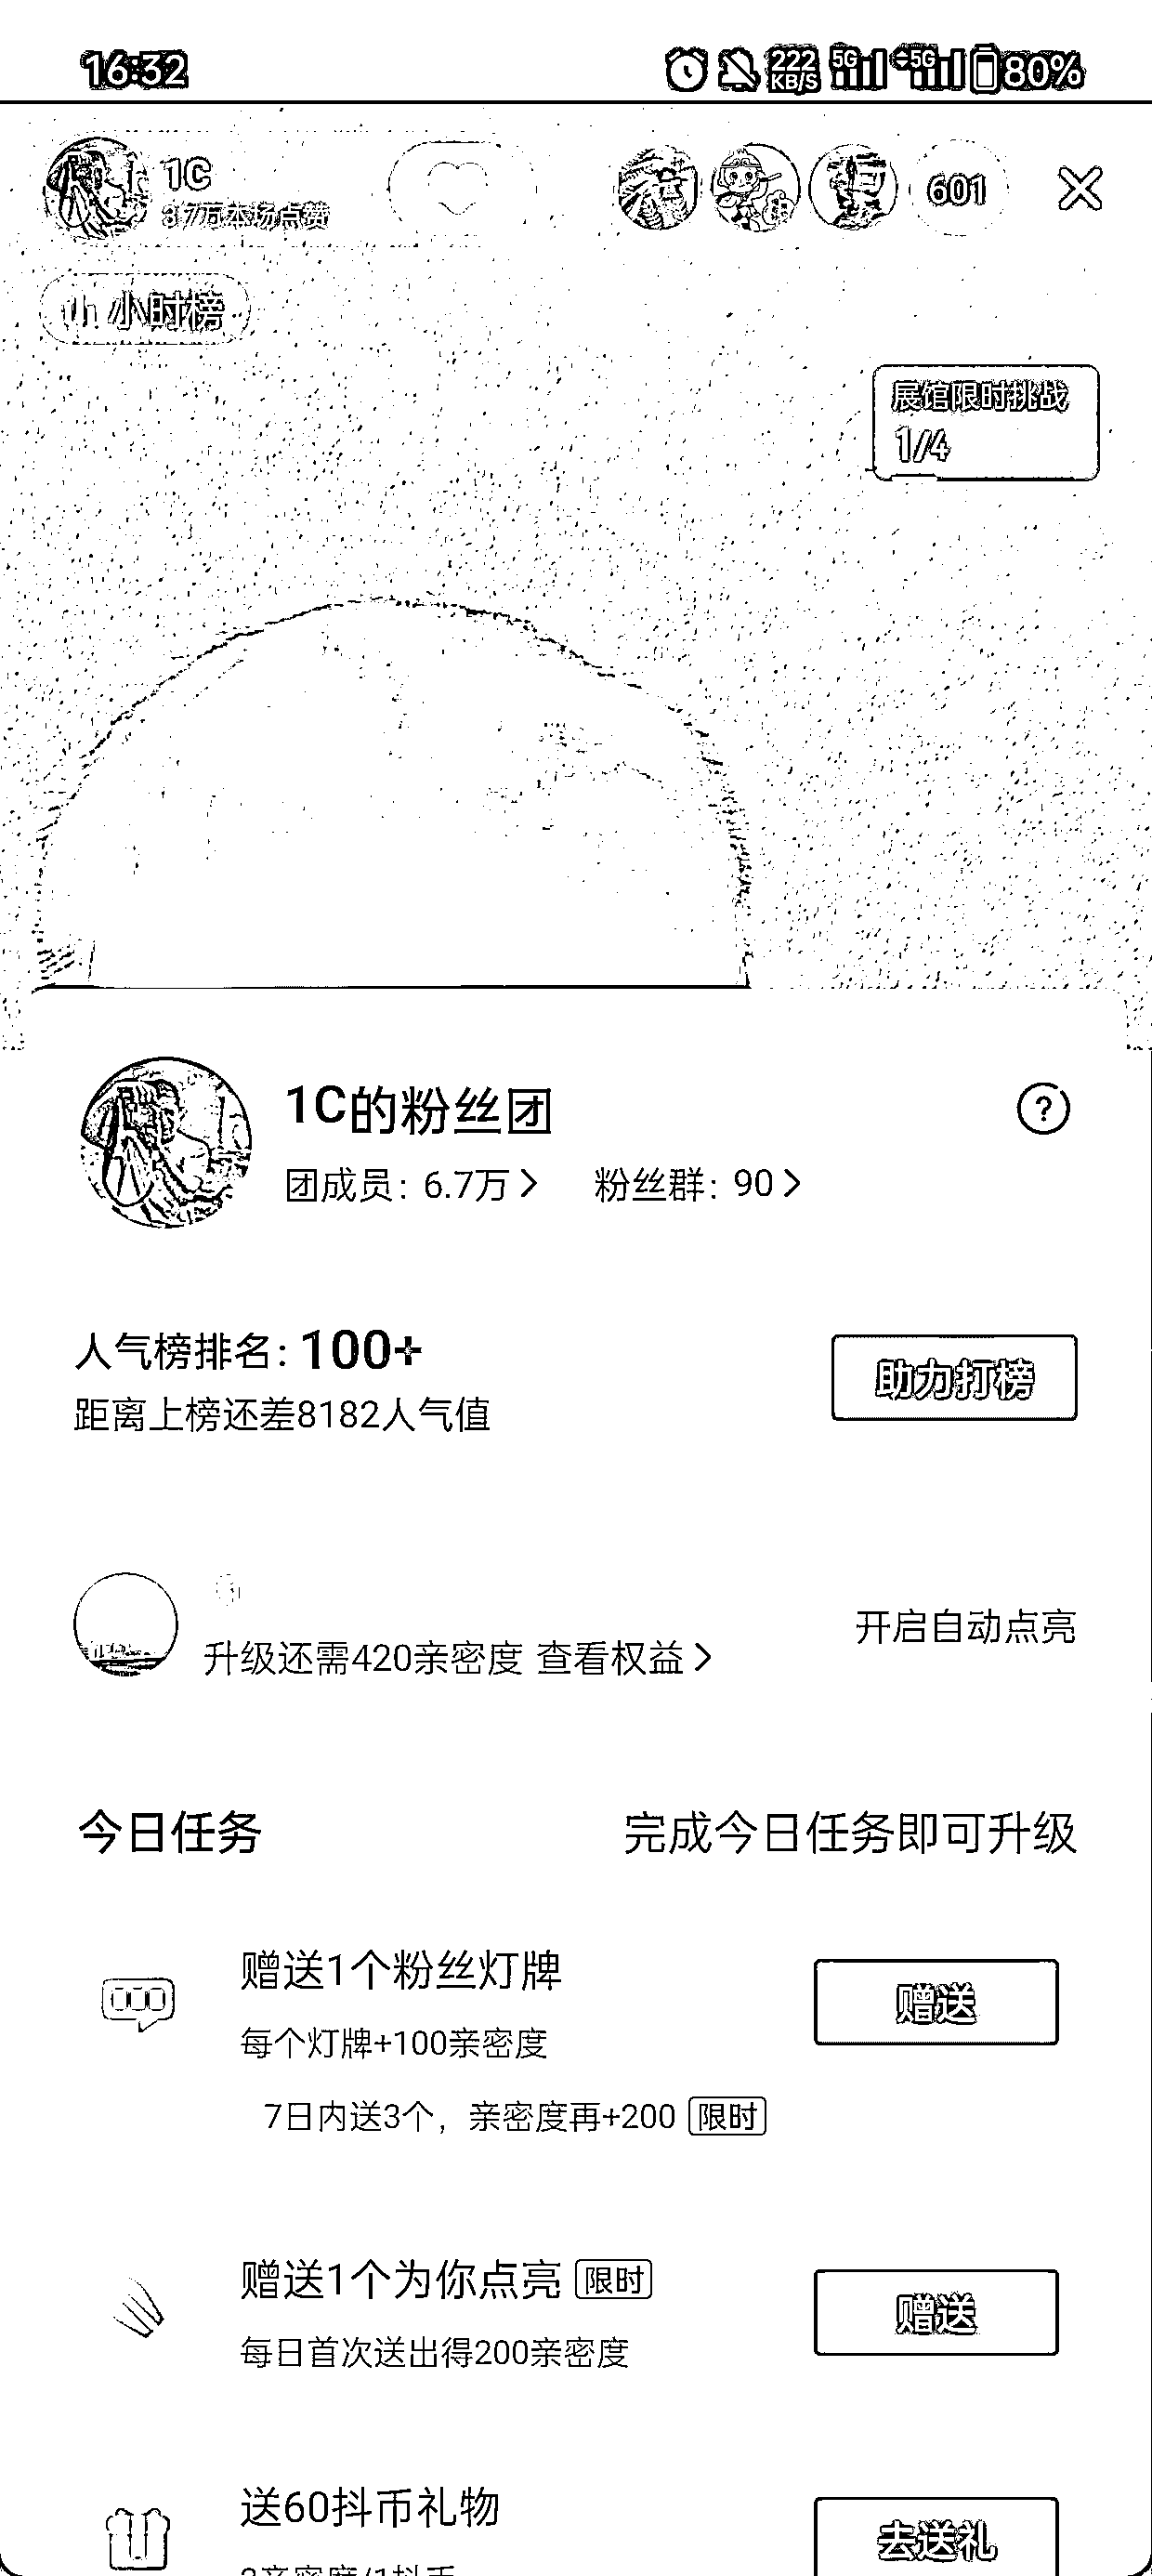 16:32
222 KB/S 5G 5G 80%
1C
3.7万本场点赞
601
小时榜
展馆限时挑战
1/4
1C的粉丝团
团成员: 6.7万 > 粉丝群: 90 >
人气榜排名: 100+
助力打榜
距离上榜还差8182人气值
升级还需420亲密度 查看权益 >
开启自动点亮
今日任务
完成今日任务即可升级
赠送1个粉丝灯牌
每个灯牌+100亲密度
赠送
7日内送3个，亲密度再+200 限时
赠送1个为你点亮 限时
每日首次送出得200亲密度
赠送
送60抖币礼物
去送礼